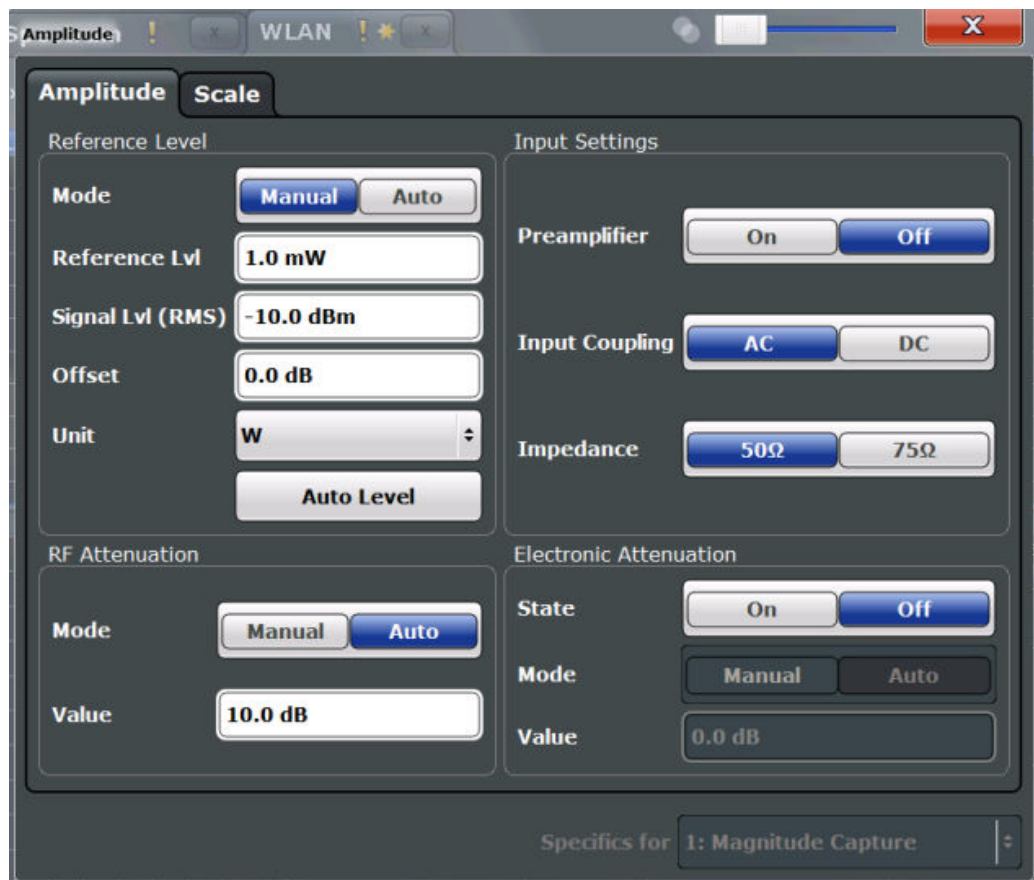 Amplitude ! x WLAN ! * x X
Amplitude Scale
Reference Level
Mode Manual Auto
Reference Lvl 1.0 mW
Signal Lvl (RMS) -10.0 dBm
Offset 0.0 dB
Unit W
Auto Level
Input Settings
Preamplifier On Off
Input Coupling AC DC
Impedance 50Ω 75Ω
RF Attenuation
Mode Manual Auto
Value 10.0 dB
Electronic Attenuation
State On Off
Mode Manual Auto
Value 0.0 dB
Specifics for 1: Magnitude Capture